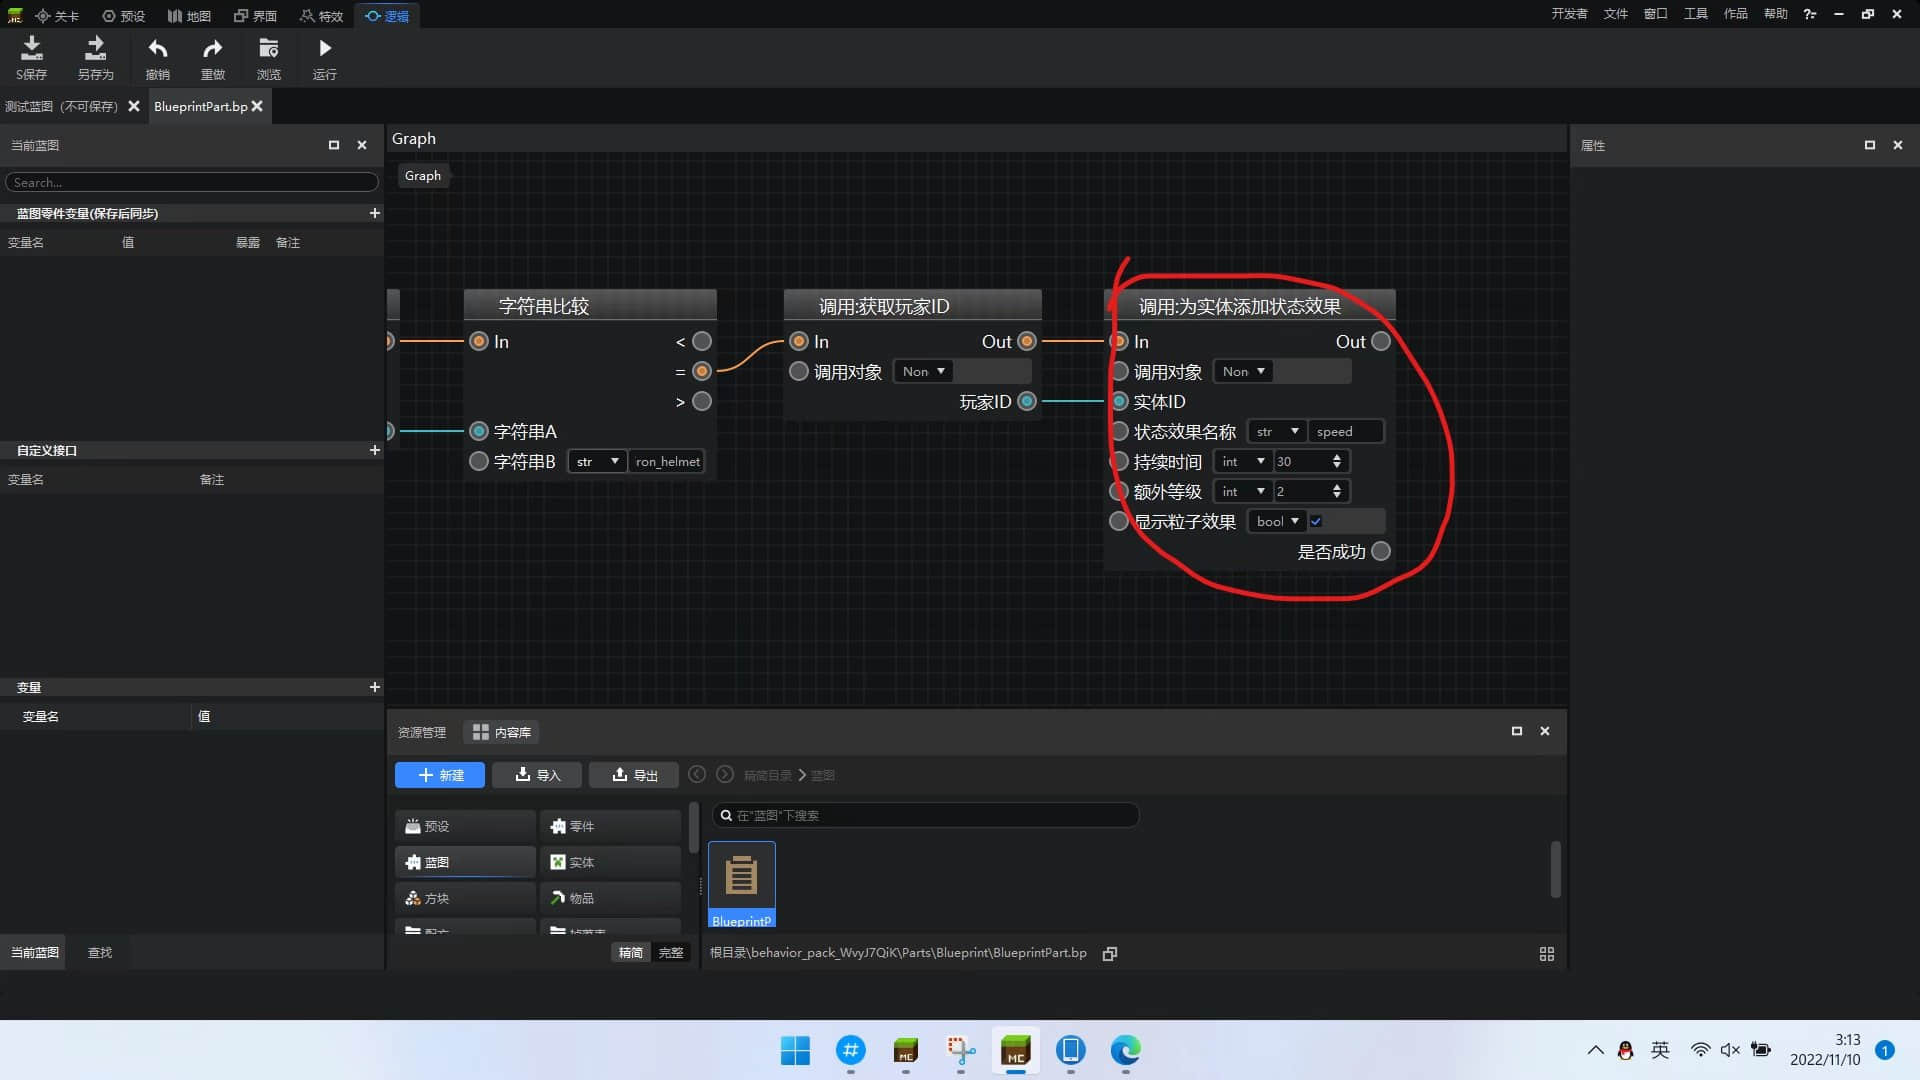 关卡 预设 地图 界面 特效 逻辑 开发者 文件 窗口 工具 作品 帮助
S保存 另存为 撤销 重做 浏览 运行
测试蓝图（不可保存） BlueprintPart.bp
当前蓝图
Search...
蓝图零件变量(保存后同步)
变量名 值 暴露 备注
自定义接口
变量名 备注
变量
变量名 值
当前蓝图 查找
Graph
Graph
字符串比较
In <
=
>
字符串A
字符串B str ron_helmet
调用:获取玩家ID
In Out
调用对象 Non
玩家ID
调用:为实体添加状态效果
In Out
调用对象 Non
实体ID
状态效果名称 str speed
持续时间 int 30
额外等级 int 2
显示粒子效果 bool
是否成功
属性
资源管理 内容库
新建 导入 导出 精简目录 蓝图
预设 零件
蓝图 实体
方块 物品
精简 完整
在"蓝图"下搜索
BlueprintP
根目录\behavior_pack_WvyJ7QiK\Parts\Blueprint\BlueprintPart.bp
MC MC 英 3:13
2022/11/10 1